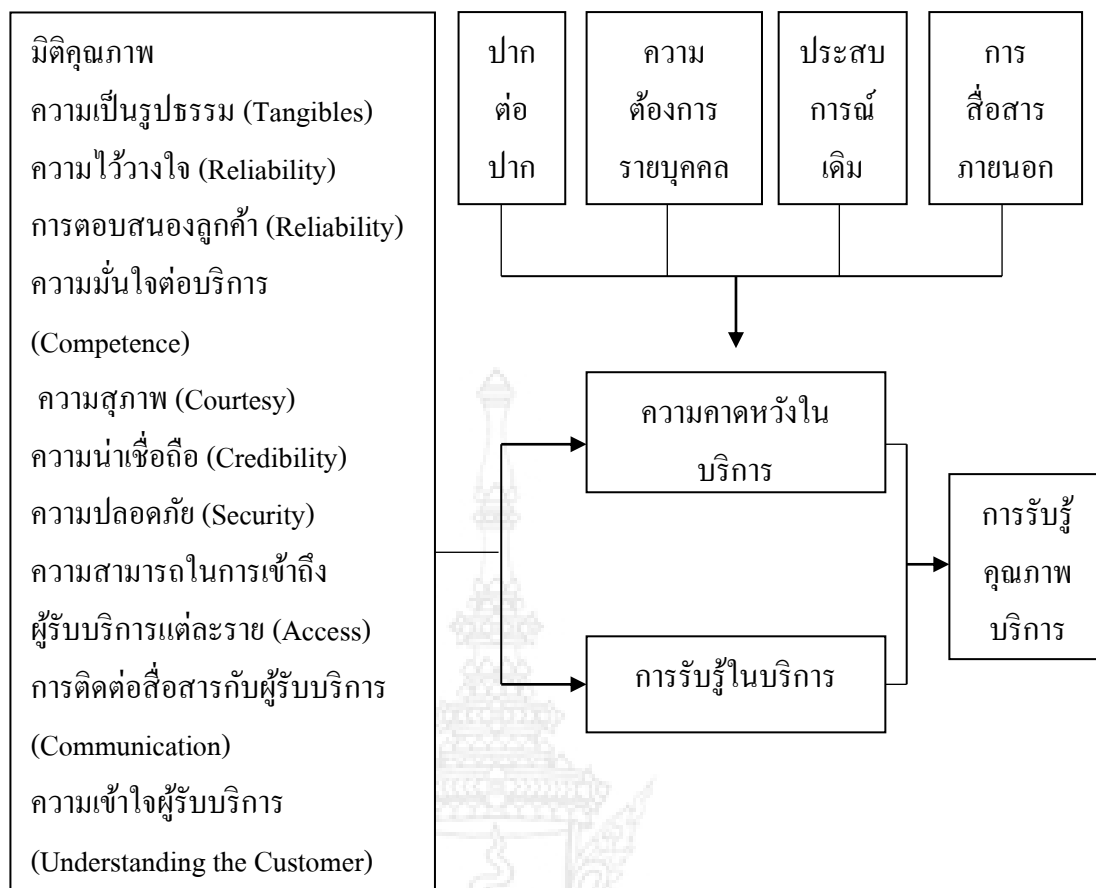 มิติคุณภาพ
ความเป็นรูปธรรม (Tangibles)
ความไว้วางใจ (Reliability)
การตอบสนองลูกค้า (Reliability)
ความมั่นใจต่อบริการ
(Competence)
ความสุภาพ (Courtesy)
ความน่าเชื่อถือ (Credibility)
ความปลอดภัย (Security)
ความสามารถในการเข้าถึง
ผู้รับบริการแต่ละราย (Access)
การติดต่อสื่อสารกับผู้รับบริการ
(Communication)
ความเข้าใจผู้รับบริการ
(Understanding the Customer)
ปาก
ต่อ
ปาก
ความ
ต้องการ
รายบุคคล
ประสบ
การณ์
เดิม
การ
สื่อสาร
ภายนอก
ความคาดหวังใน
บริการ
การรับรู้ในบริการ
การรับรู้
คุณภาพ
บริการ